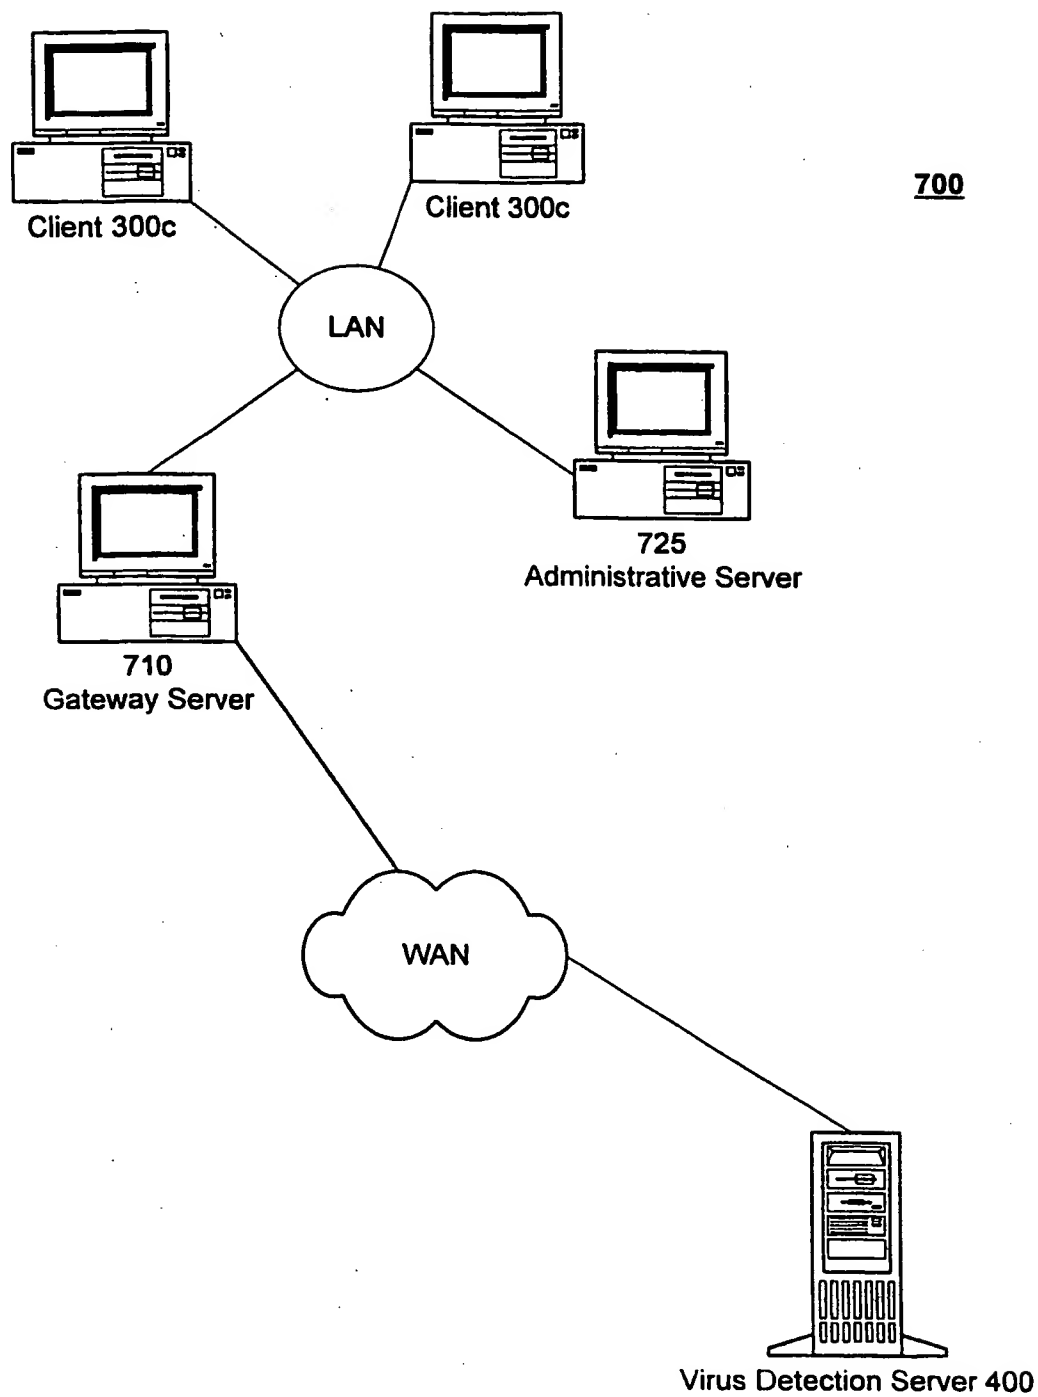 Client 300c
Client 300c
700
LAN
725
Administrative Server
710
Gateway Server
WAN
Virus Detection Server 400